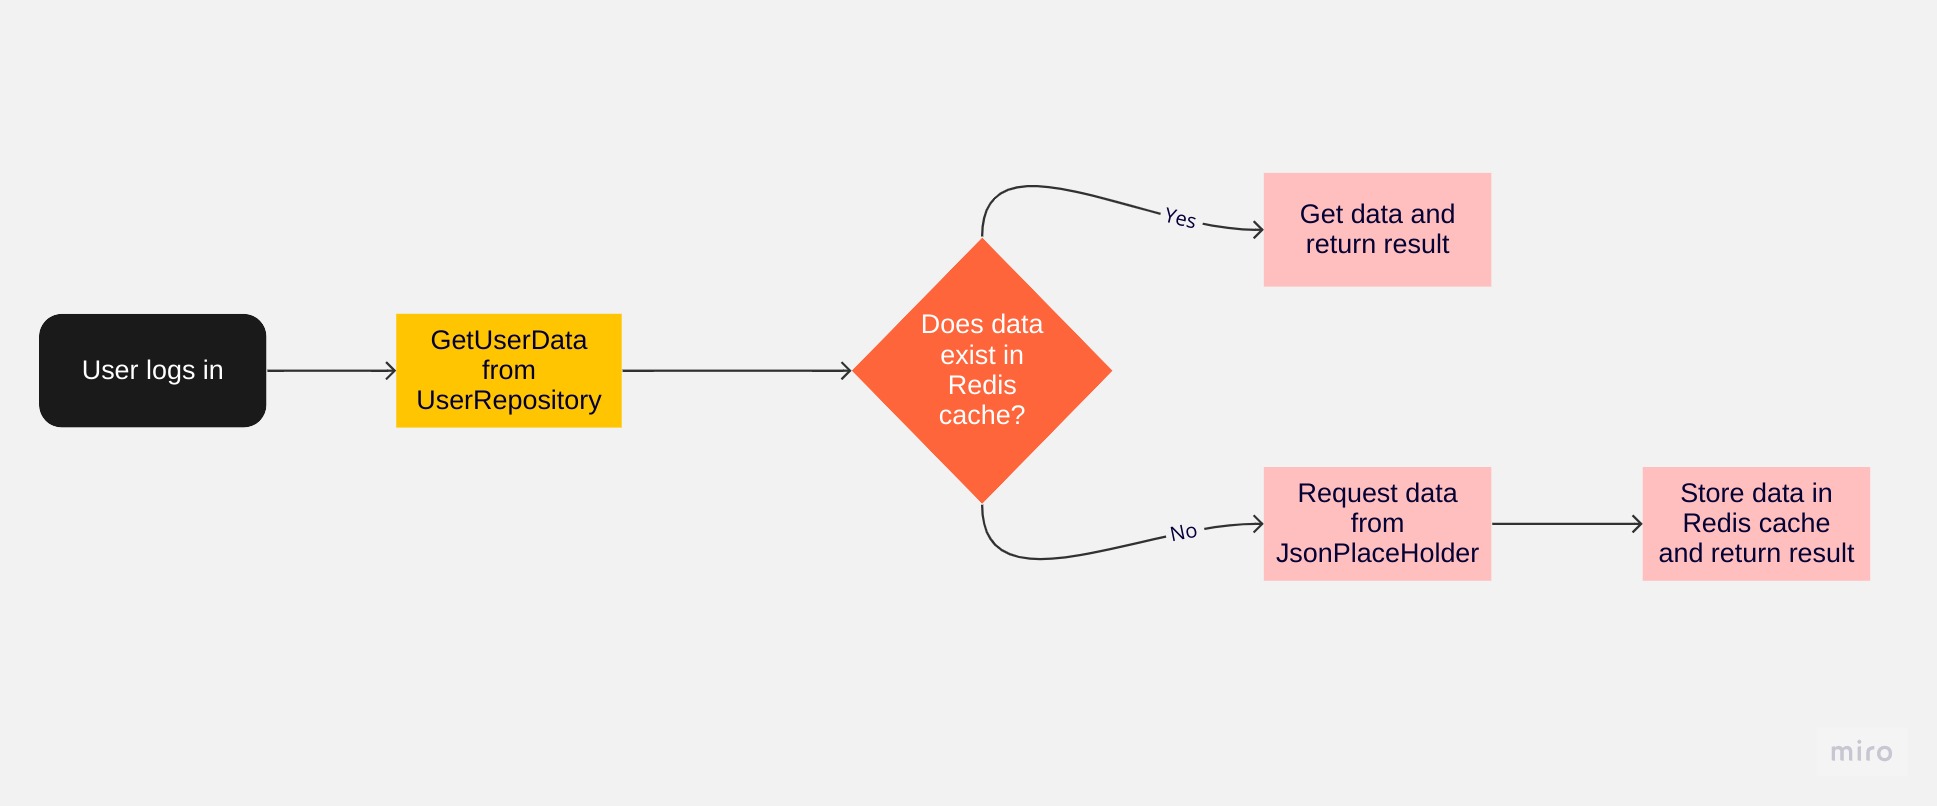 User logs in
GetUserData
from
UserRepository
Does data
exist in
Redis
cache?
Yes
Get data and
return result
No
Request data
from
JsonPlaceHolder
Store data in
Redis cache
and return result
miro